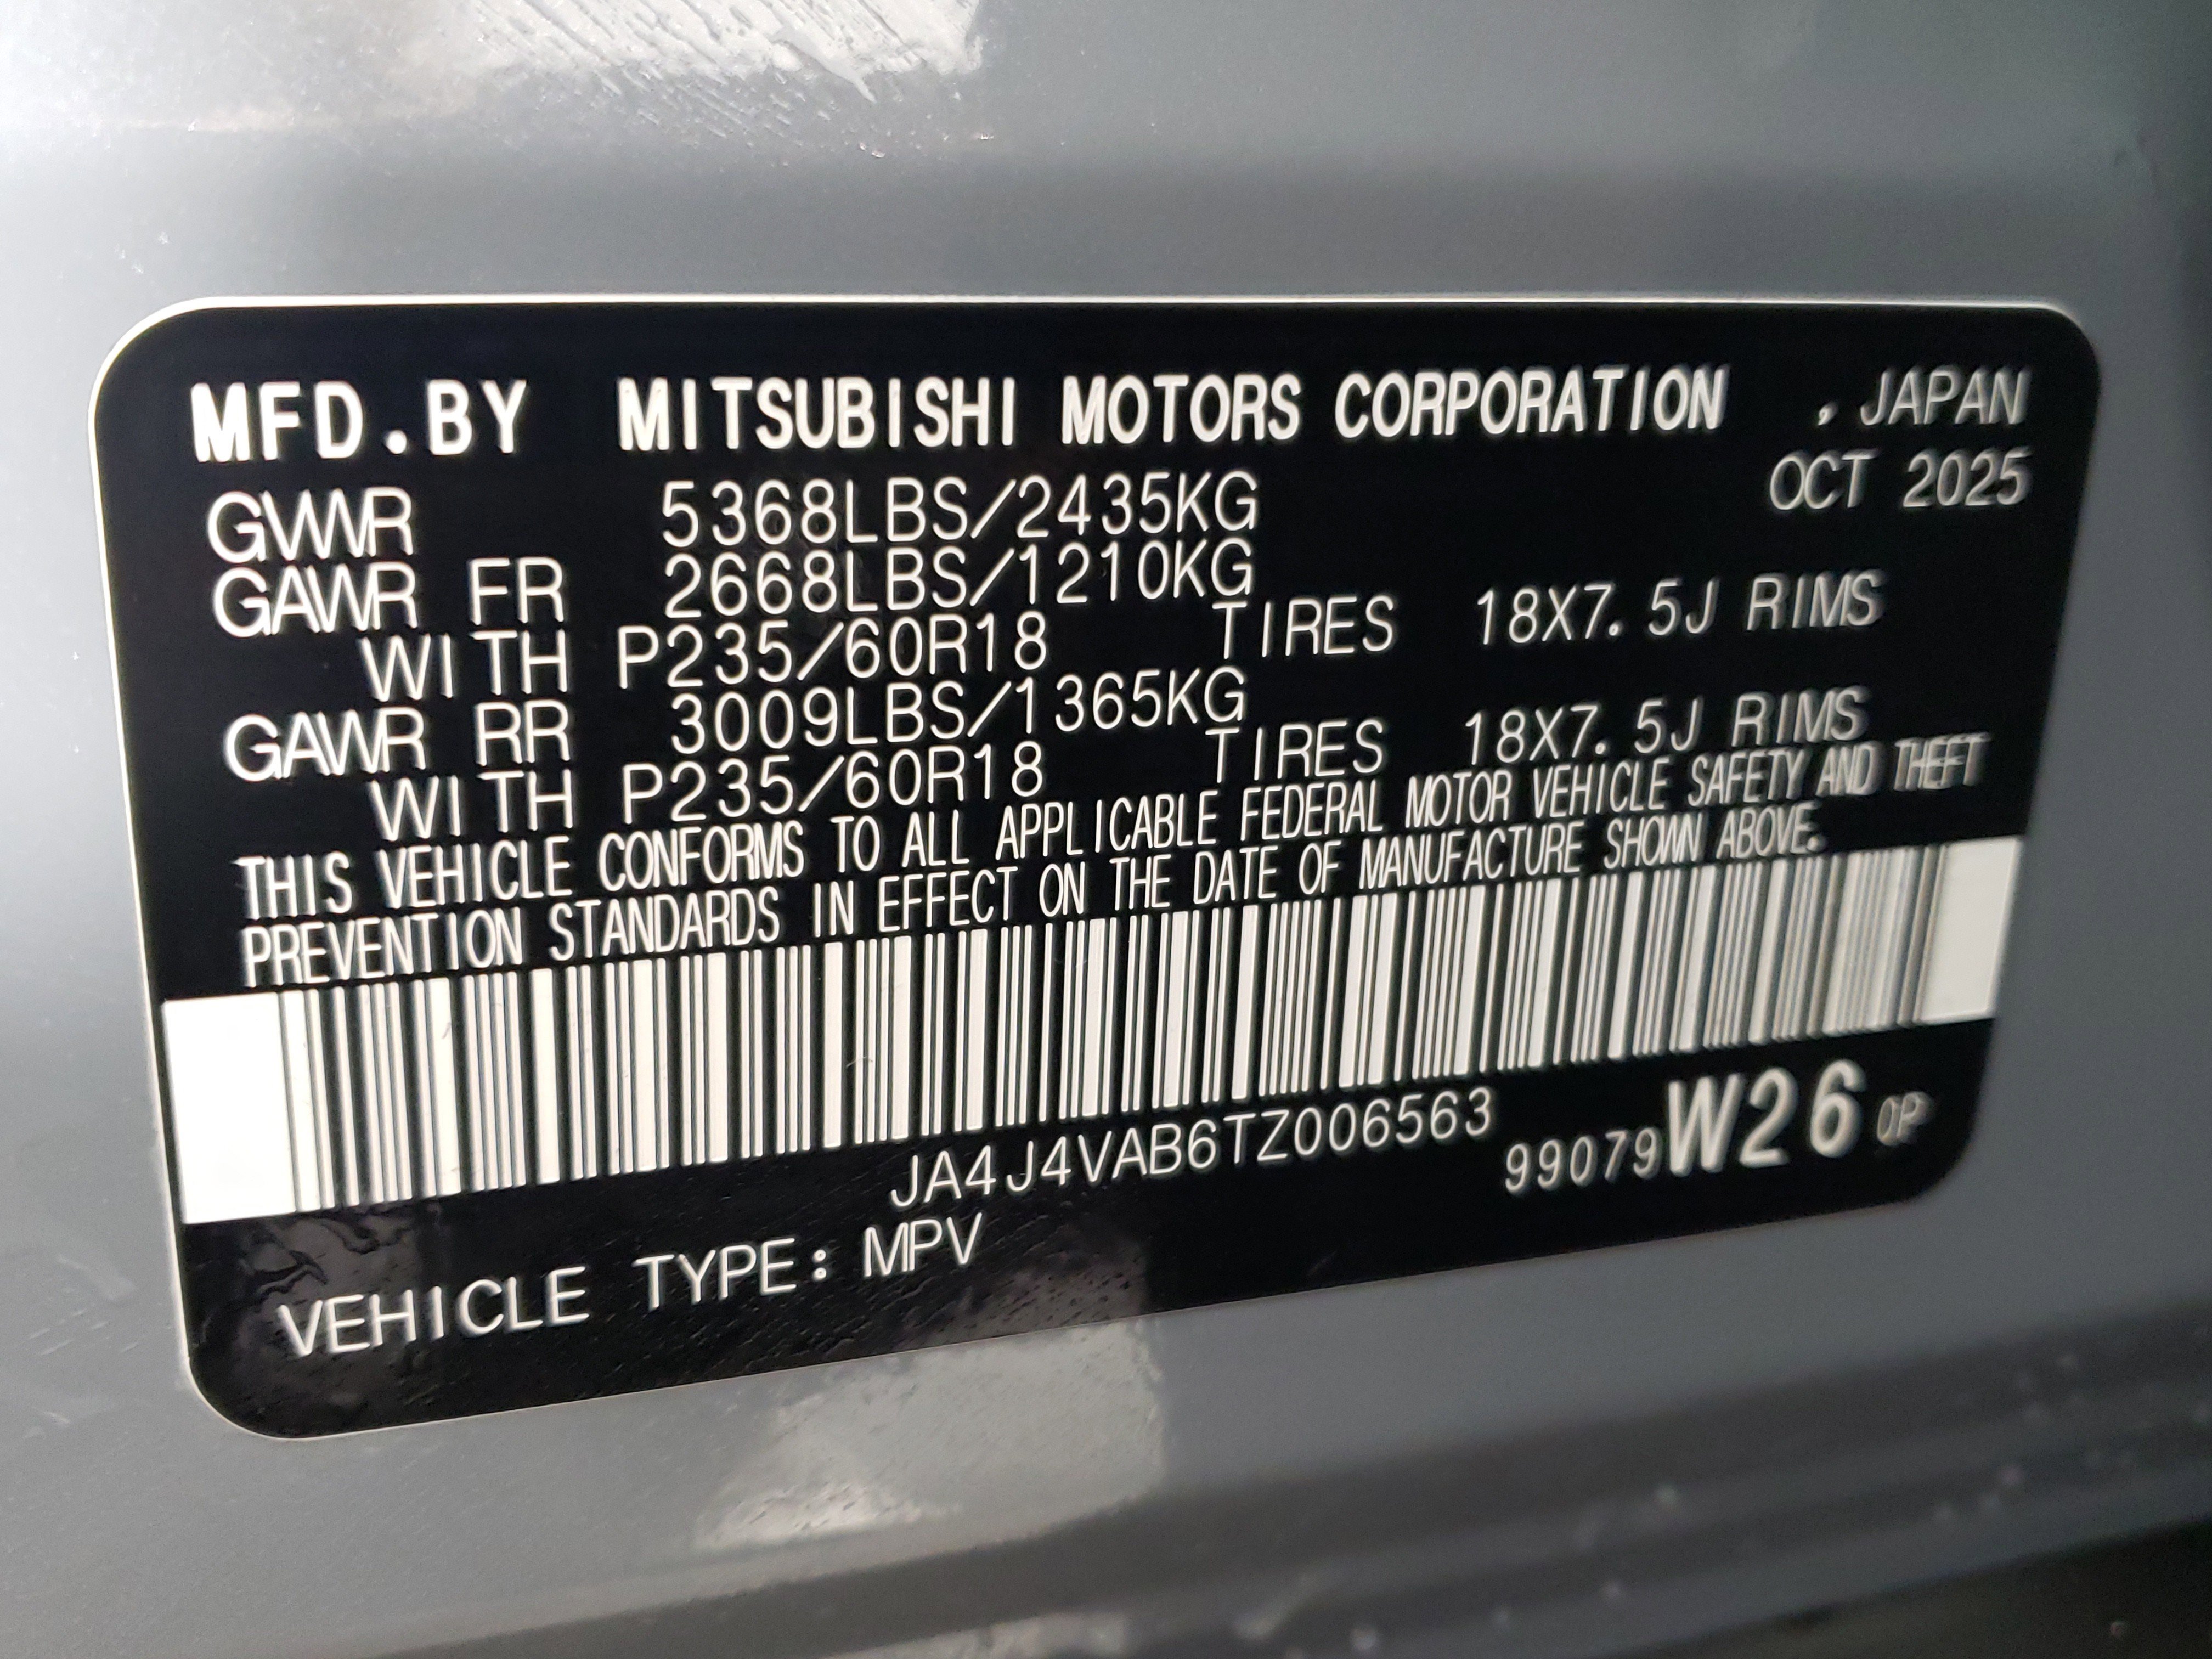 MFD.BY MITSUBISHI MOTORS CORPORATION , JAPAN
OCT 2025
GVWR 5368LBS/2435KG
GAWR FR 2668LBS/1210KG
WITH P235/60R18 TIRES 18X7.5J RIMS
GAWR RR 3009LBS/1365KG
WITH P235/60R18 TIRES 18X7.5J RIMS
THIS VEHICLE CONFORMS TO ALL APPLICABLE FEDERAL MOTOR VEHICLE SAFETY AND THEFT
PREVENTION STANDARDS IN EFFECT ON THE DATE OF MANUFACTURE SHOWN ABOVE.
JA4J4VAB6TZ006563
99079 W26
VEHICLE TYPE: MPV